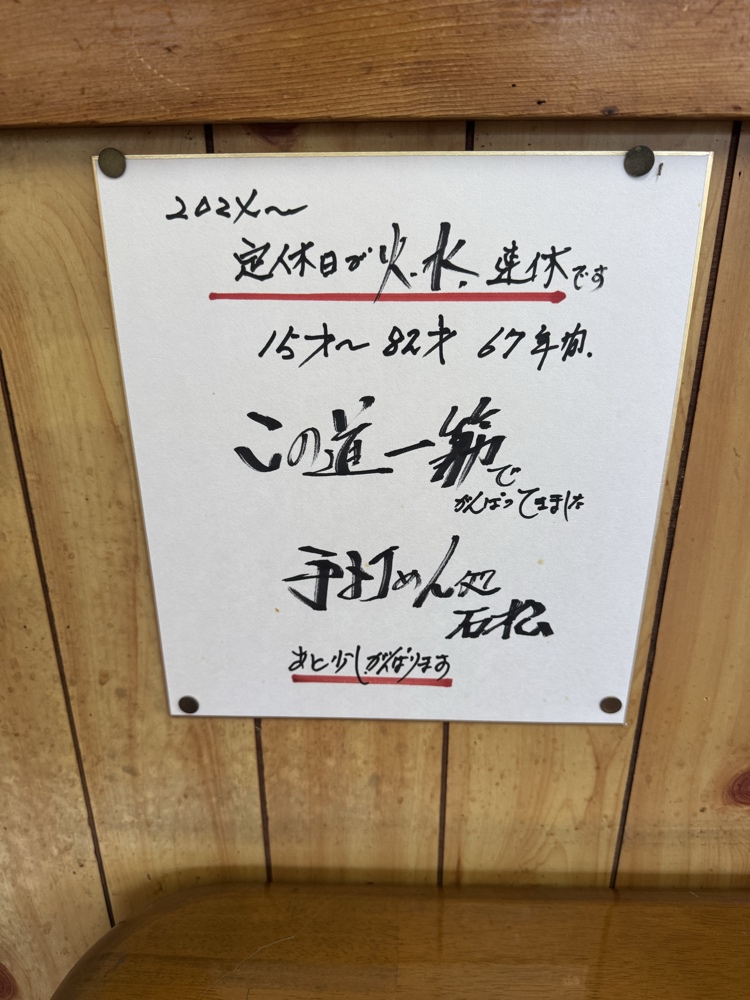 2024〜
定休日が火.水.連休です
15才〜82才 67年間.
この道一筋で
がんばってきました
手打めん処
石松
あと少しがんばります